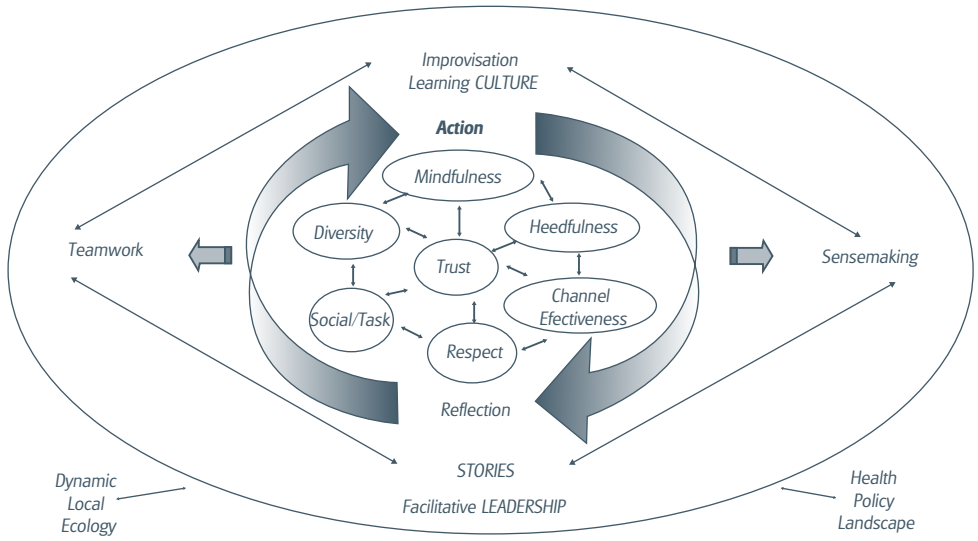 Improvisation
Learning CULTURE
Action
Mindfulness
Diversity
Heedfulness
Teamwork
Trust
Sensemaking
Channel
Efectiveness
Social/Task
Respect
Reflection
STORIES
Facilitative LEADERSHIP
Dynamic
Local
Ecology
Health
Policy
Landscape